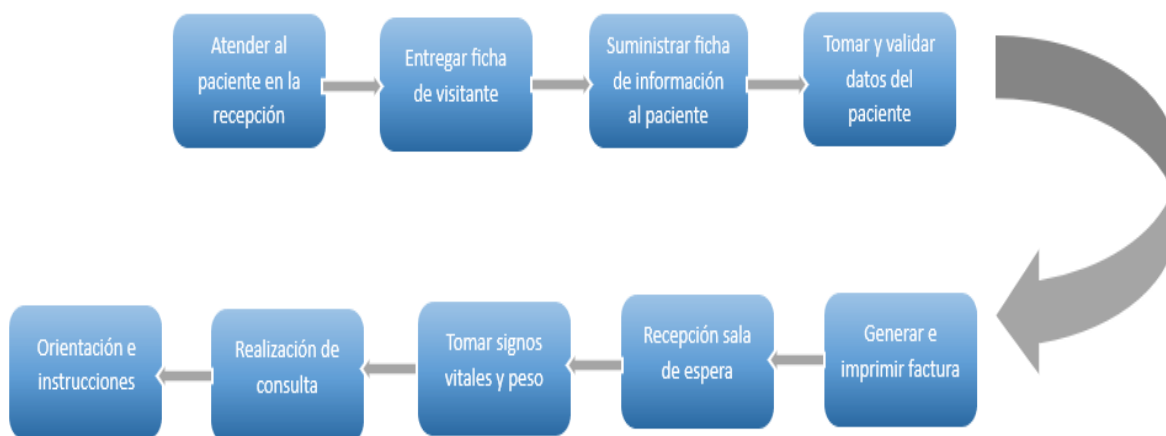 Atender al
paciente en la
recepción
Entregar ficha
de visitante
Suministrar ficha
de información
al paciente
Tomar y validar
datos del
paciente
Generar e
imprimir factura
Recepción sala
de espera
Tomar signos
vitales y peso
Realización de
consulta
Orientación e
instrucciones